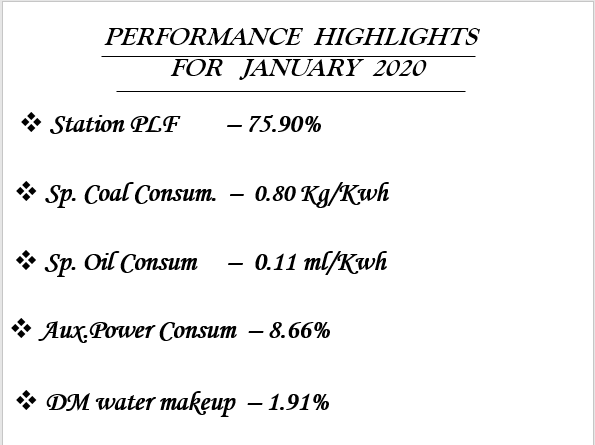 PERFORMANCE HIGHLIGHTS
FOR JANUARY 2020
❖ Station PLF – 75.90%
❖ Sp. Coal Consum. – 0.80 Kg/Kwh
❖ Sp. Oil Consum – 0.11 ml/Kwh
❖ Aux.Power Consum – 8.66%
❖ DM water makeup – 1.91%